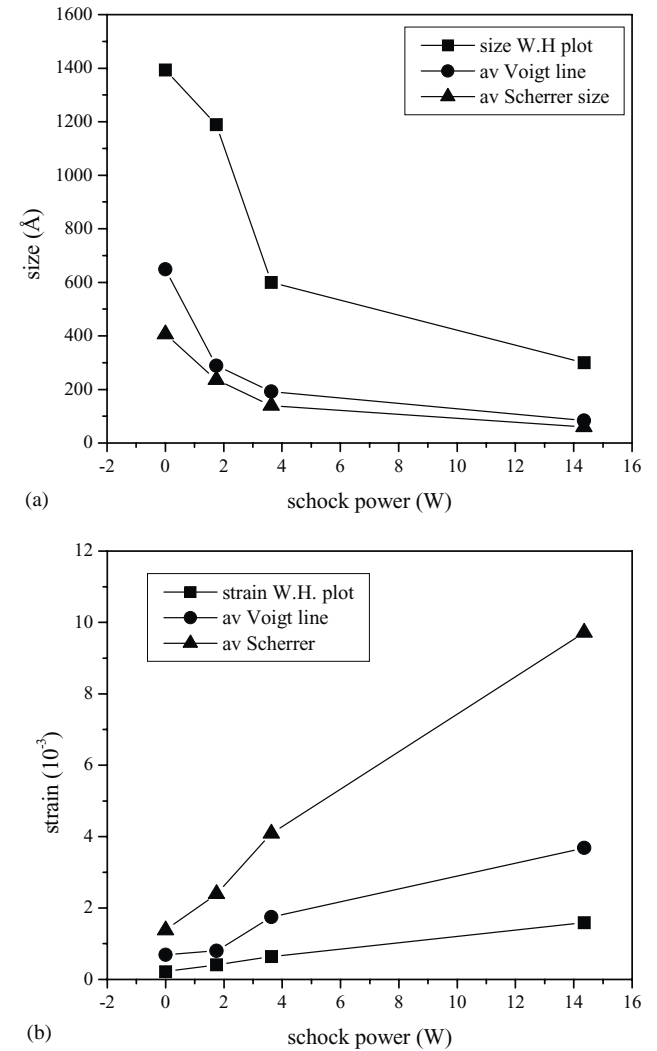 1600
1400
1200
1000
800
600
400
200
0
size (Å)
size W.H plot
av Voigt line
av Scherrer size
-2 0 2 4 6 8 10 12 14 16
schock power (W)
(a)
12
10
8
6
4
2
0
strain (10-3)
strain W.H. plot
av Voigt line
av Scherrer
-2 0 2 4 6 8 10 12 14 16
schock power (W)
(b)